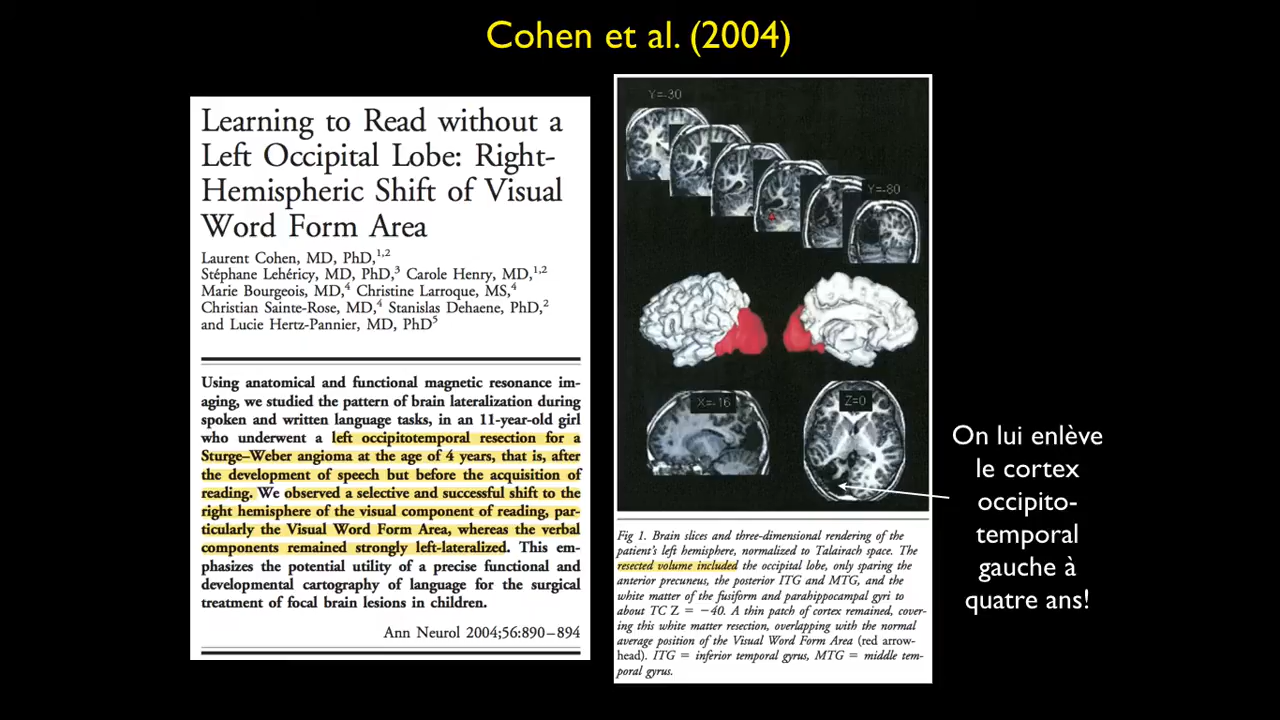 Cohen et al. (2004)
Learning to Read without a
Left Occipital Lobe: Right-
Hemispheric Shift of Visual
Word Form Area
Laurent Cohen, MD, PhD,1,2
Stéphane Lehéricy, MD, PhD,3 Carole Henry, MD,1,2
Marie Bourgeois, MD,4 Christine Larroque, MS,4
Christian Sainte-Rose, MD,4 Stanislas Dehaene, PhD,2
and Lucie Hertz-Pannier, MD, PhD5
Using anatomical and functional magnetic resonance im-
aging, we studied the pattern of brain lateralization during
spoken and written language tasks, in an 11-year-old girl
who underwent a left occipitotemporal resection for a
Sturge–Weber angioma at the age of 4 years, that is, after
the development of speech but before the acquisition of
reading. We observed a selective and successful shift to the
right hemisphere of the visual component of reading, par-
ticularly the Visual Word Form Area, whereas the verbal
components remained strongly left-lateralized. This em-
phasizes the potential utility of a precise functional and
developmental cartography of language for the surgical
treatment of focal brain lesions in children.
Ann Neurol 2004;56:890–894
Y=-30
Y=-80
X=-16
Z=0
Fig 1. Brain slices and three-dimensional rendering of the
patient's left hemisphere, normalized to Talairach space. The
resected volume included the occipital lobe, only sparing the
anterior precuneus, the posterior ITG and MTG, and the
white matter of the fusiform and parahippocampal gyri to
about TC Z = −40. A thin patch of cortex remained, cover-
ing this white matter resection, overlapping with the normal
average position of the Visual Word Form Area (red arrow-
head). ITG = inferior temporal gyrus, MTG = middle tem-
poral gyrus.
On lui enlève
le cortex
occipito-
temporal
gauche à
quatre ans!